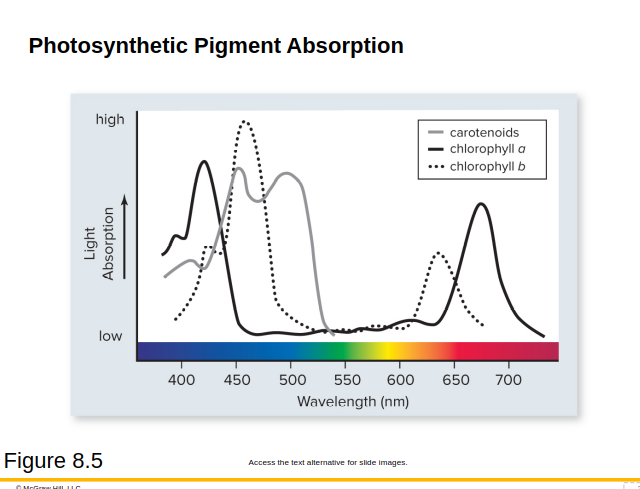 Photosynthetic Pigment Absorption
high
carotenoids
chlorophyll a
chlorophyll b
Light
Absorption
low
400 450 500 550 600 650 700
Wavelength (nm)
Figure 8.5
Access the text alternative for slide images.
© McGraw Hill, LLC